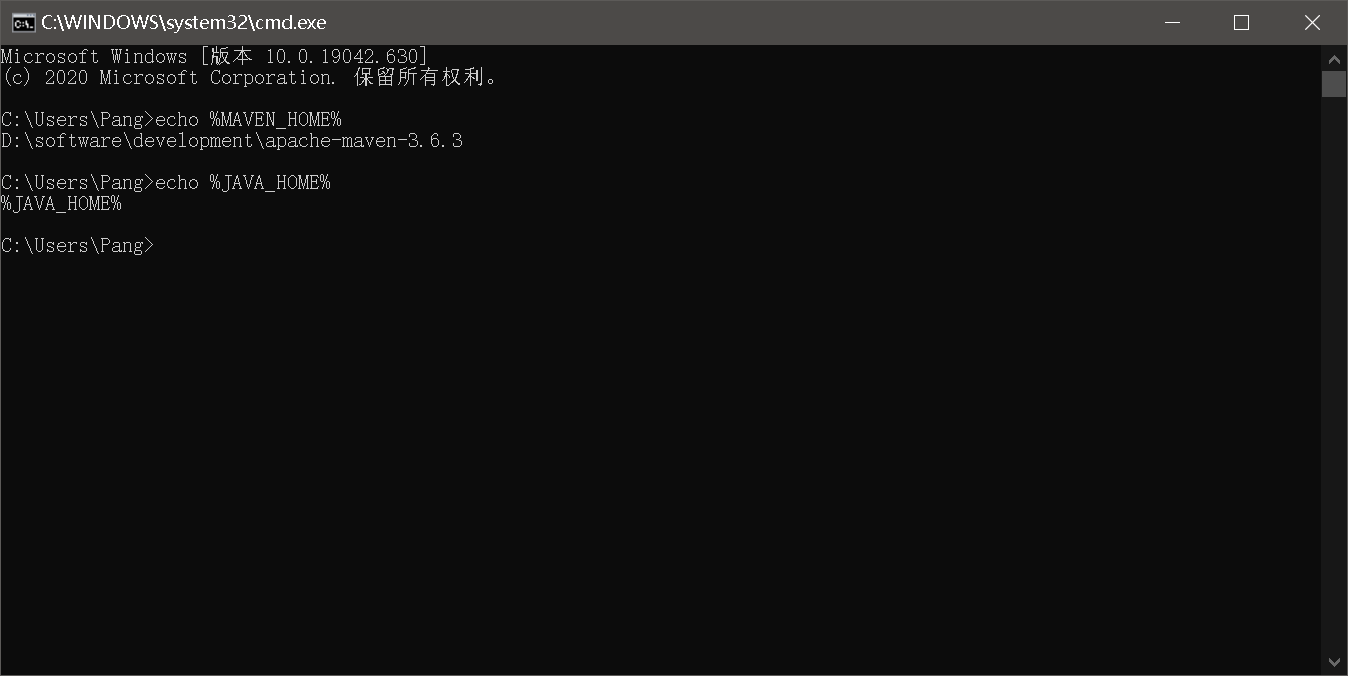 C:\WINDOWS\system32\cmd.exe
Microsoft Windows [版本 10.0.19042.630]
(c) 2020 Microsoft Corporation. 保留所有权利。
C:\Users\Pang>echo %MAVEN_HOME%
D:\software\development\apache-maven-3.6.3
C:\Users\Pang>echo %JAVA_HOME%
%JAVA_HOME%
C:\Users\Pang>